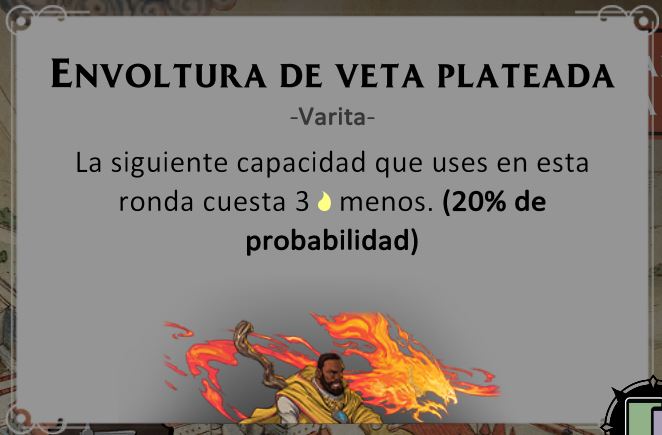 ENVOLTURA DE VETA PLATEADA
-Varita-
La siguiente capacidad que uses en esta
ronda cuesta 3 menos. (20% de
probabilidad)